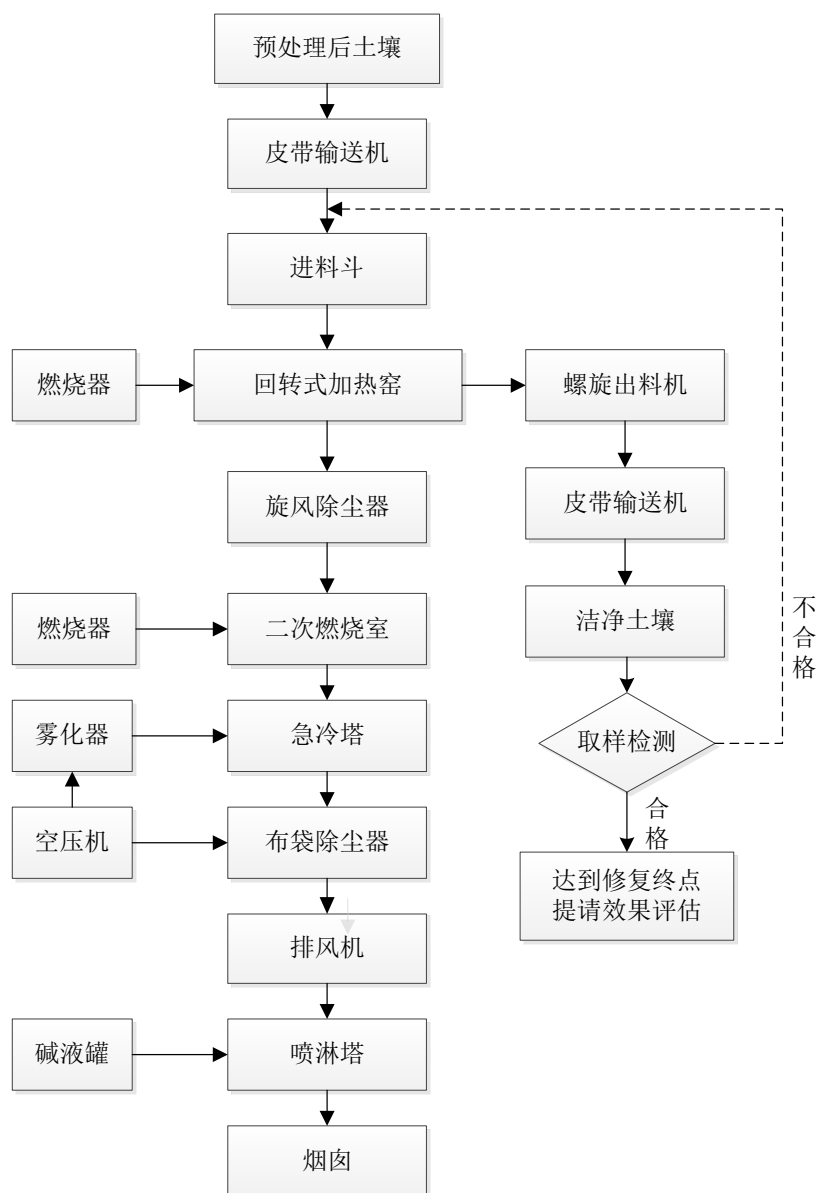 预处理后土壤
皮带输送机
进料斗
燃烧器
回转式加热窑
螺旋出料机
旋风除尘器
皮带输送机
燃烧器
二次燃烧室
洁净土壤
不合格
雾化器
急冷塔
取样检测
空压机
布袋除尘器
合格
达到修复终点
提请效果评估
排风机
碱液罐
喷淋塔
烟囱